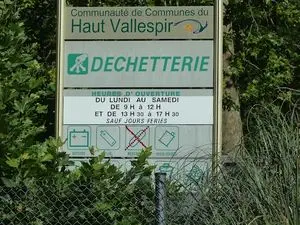 Communauté de Communes du
Haut Vallespir
DECHETTERIE
HEURES D'OUVERTURE
DU LUNDI AU SAMEDI
DE 9 H à 12 H
ET de 13 H 30 à 17 H 30
SAUF JOURS FERIES